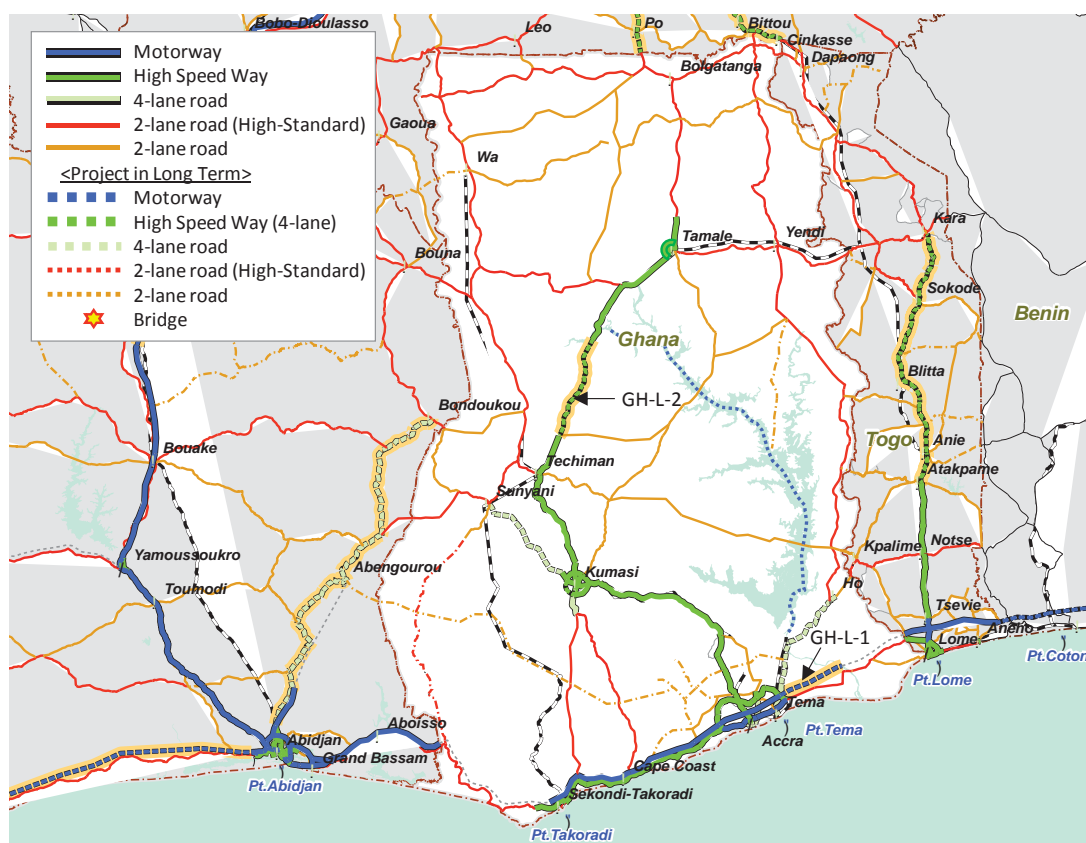 Motorway
High Speed Way
4-lane road
2-lane road (High-Standard)
2-lane road
<Project in Long Term>
Motorway
High Speed Way (4-lane)
4-lane road
2-lane road (High-Standard)
2-lane road
Bridge
Bobo-Dioulasso
Leo
Po
Bittou
Cinkasse
Dapaong
Bolgatanga
Gaoua
Wa
Kara
Tamale
Yendi
Bouna
Sokode
Benin
Ghana
Blitta
GH-L-2
Bondoukou
Togo
Anie
Bouake
Techiman
Atakpame
Sunyani
Yamoussoukro
Kpalime
Notse
Abengourou
Kumasi
Toumodi
Ho
Tsevie
GH-L-1
Aneho
Lome
Pt.Coton
Pt.Lome
Tema
Pt.Tema
Aboisso
Abidjan
Accra
Grand Bassam
Cape Coast
Pt.Abidjan
Sekondi-Takoradi
Pt.Takoradi